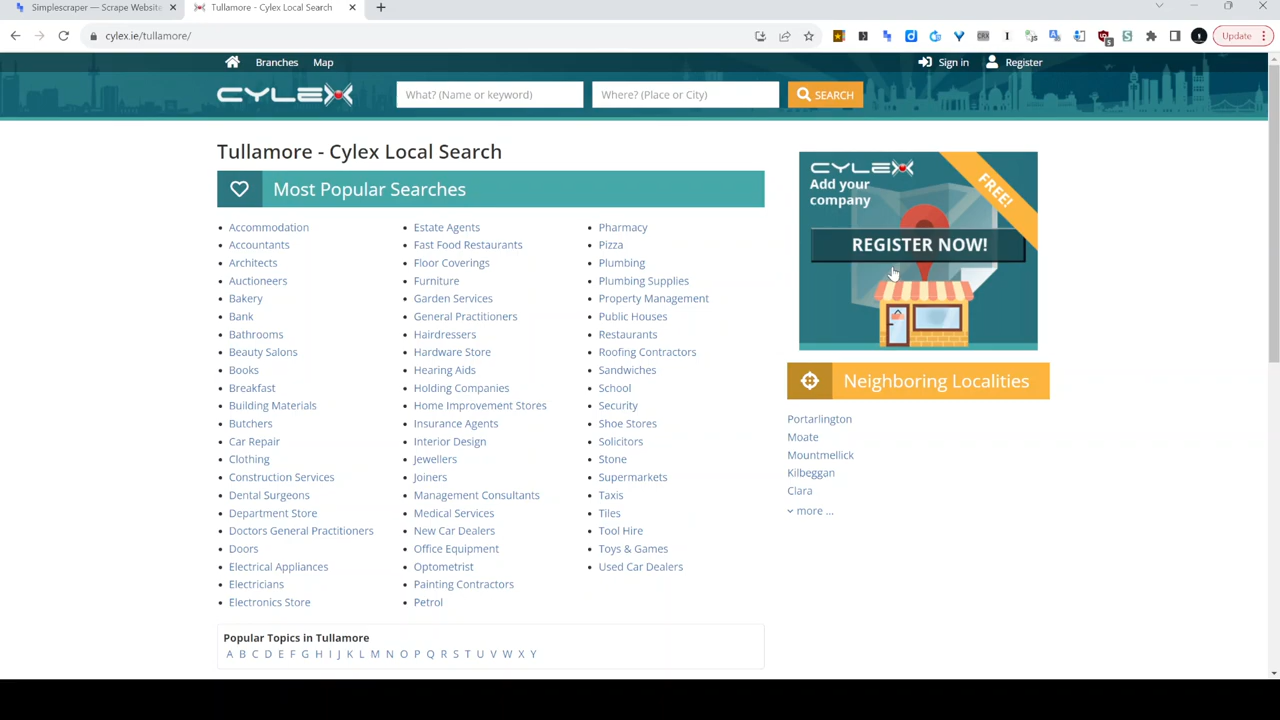 Simplescraper — Scrape Website
Tullamore - Cylex Local Search
cylex.ie/tullamore/
Update
5
Branches
Map
Sign in
Register
CYLEX
What? (Name or keyword)
Where? (Place or City)
SEARCH
Tullamore - Cylex Local Search
Most Popular Searches
Accommodation
Accountants
Architects
Auctioneers
Bakery
Bank
Bathrooms
Beauty Salons
Books
Breakfast
Building Materials
Butchers
Car Repair
Clothing
Construction Services
Dental Surgeons
Department Store
Doctors General Practitioners
Doors
Electrical Appliances
Electricians
Electronics Store
Estate Agents
Fast Food Restaurants
Floor Coverings
Furniture
Garden Services
General Practitioners
Hairdressers
Hardware Store
Hearing Aids
Holding Companies
Home Improvement Stores
Insurance Agents
Interior Design
Jewellers
Joiners
Management Consultants
Medical Services
New Car Dealers
Office Equipment
Optometrist
Painting Contractors
Petrol
Pharmacy
Pizza
Plumbing
Plumbing Supplies
Property Management
Public Houses
Restaurants
Roofing Contractors
Sandwiches
School
Security
Shoe Stores
Solicitors
Stone
Supermarkets
Taxis
Tiles
Tool Hire
Toys & Games
Used Car Dealers
Popular Topics in Tullamore
A B C D E F G H I J K L M N O P Q R S T U V W X Y
CYLEX
Add your
company
FREE!
REGISTER NOW!
Neighboring Localities
Portarlington
Moate
Mountmellick
Kilbeggan
Clara
more ...